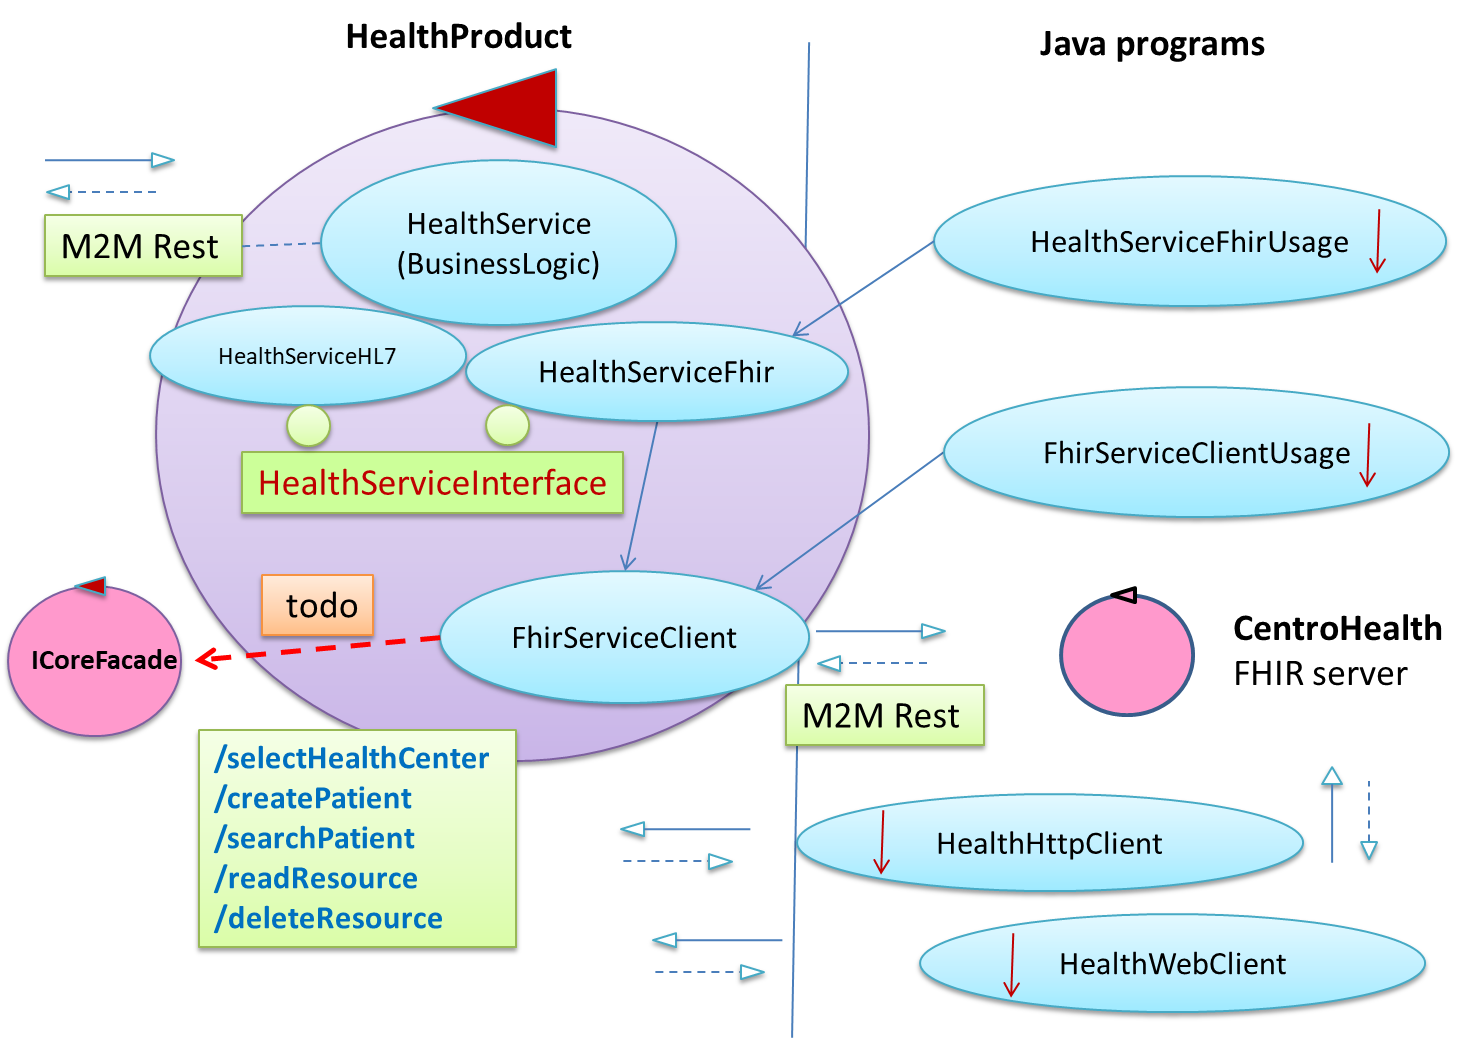 HealthProduct
Java programs
M2M Rest
HealthService
(BusinessLogic)
HealthServiceFhirUsage
HealthServiceHL7
HealthServiceFhir
HealthServiceInterface
FhirServiceClientUsage
todo
ICoreFacade
FhirServiceClient
CentroHealth
FHIR server
M2M Rest
/selectHealthCenter
/createPatient
/searchPatient
/readResource
/deleteResource
HealthHttpClient
HealthWebClient